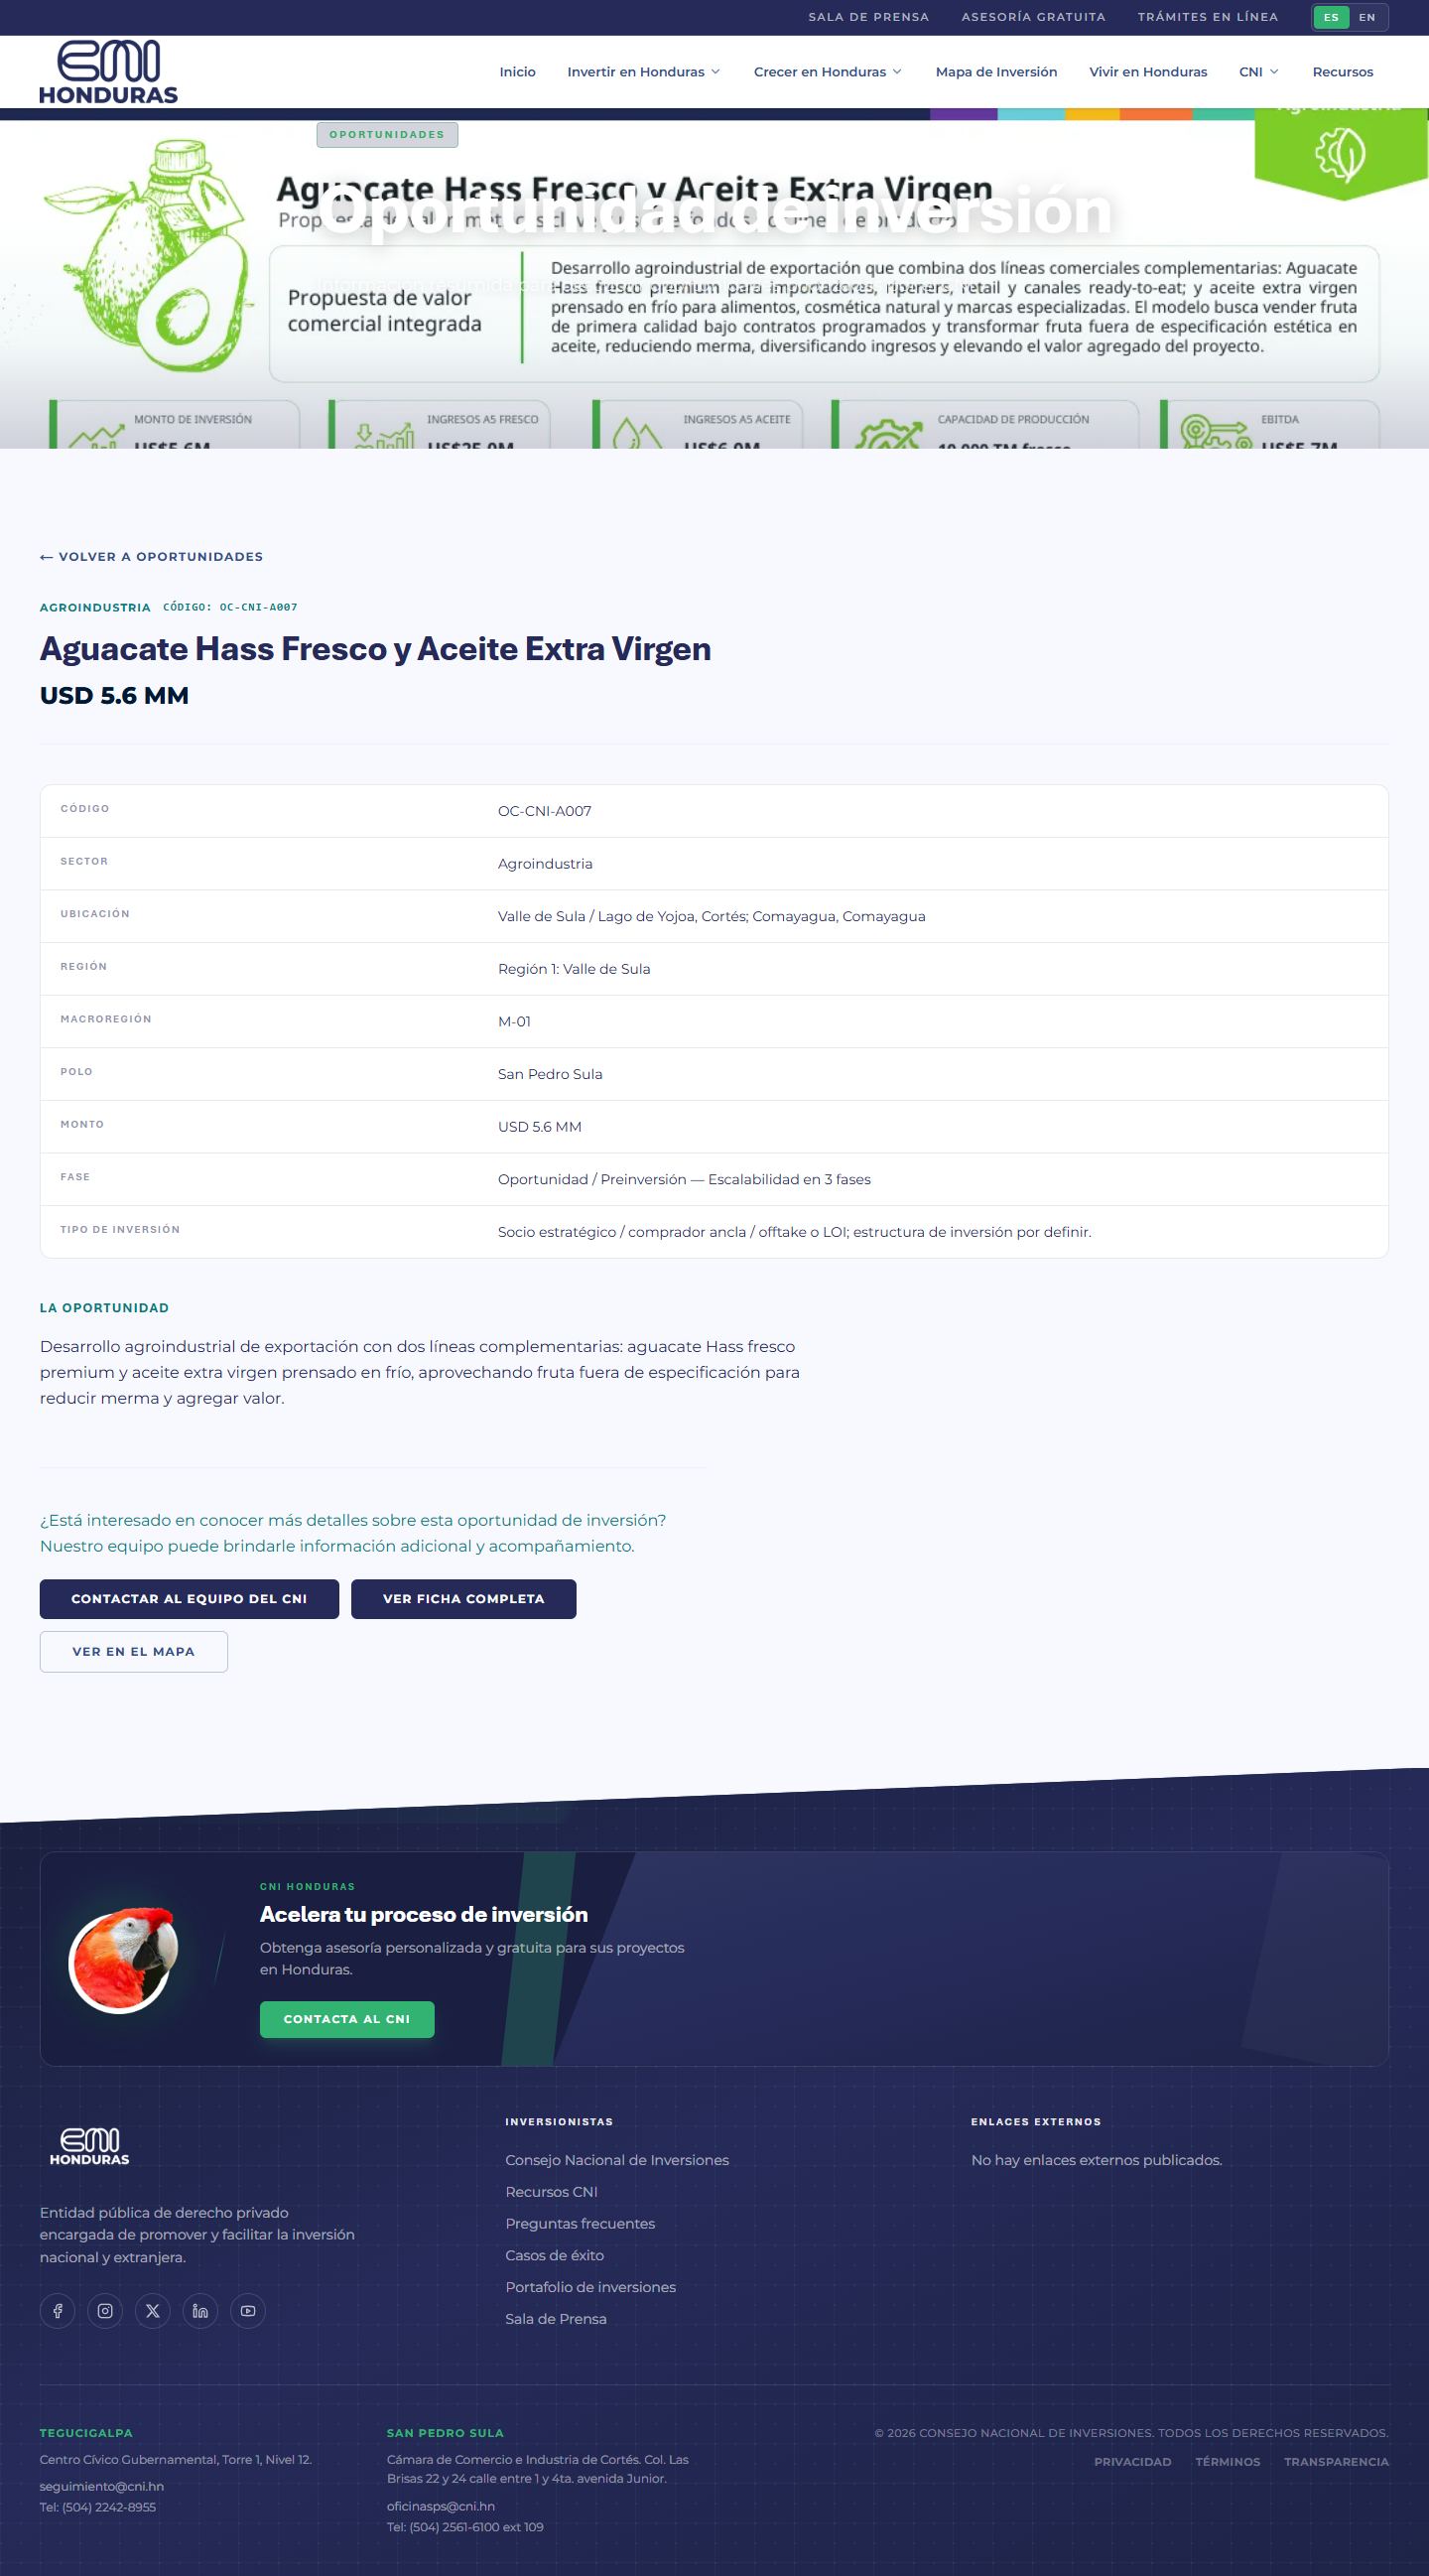 SALA DE PRENSA ASESORÍA GRATUITA TRÁMITES EN LÍNEA ES EN
CNI HONDURAS
Inicio Invertir en Honduras Crecer en Honduras Mapa de Inversión Vivir en Honduras CNI Recursos
OPORTUNIDADES
Aguacate Hass Fresco y Aceite Extra Virgen
Oportunidad de inversión
Propuesta de valor
comercial integrada
Desarrollo agroindustrial de exportación que combina dos líneas comerciales complementarias: Aguacate
Hass fresco premium para importadores, ripeners, retail y canales ready-to-eat; y aceite extra virgen
prensado en frío para alimentos, cosmética natural y marcas especializadas. El modelo busca vender fruta
de primera calidad bajo contratos programados y transformar fruta fuera de especificación estética en
aceite, reduciendo merma, diversificando ingresos y elevando el valor agregado del proyecto.
MONTO DE INVERSIÓN INGRESOS A5 FRESCO INGRESOS A5 ACEITE CAPACIDAD DE PRODUCCIÓN EBITDA
← VOLVER A OPORTUNIDADES
AGROINDUSTRIA CÓDIGO: OC-CNI-A007
Aguacate Hass Fresco y Aceite Extra Virgen
USD 5.6 MM
CÓDIGO OC-CNI-A007
SECTOR Agroindustria
UBICACIÓN Valle de Sula / Lago de Yojoa, Cortés; Comayagua, Comayagua
REGIÓN Región 1: Valle de Sula
MACROREGIÓN M-01
POLO San Pedro Sula
MONTO USD 5.6 MM
FASE Oportunidad / Preinversión — Escalabilidad en 3 fases
TIPO DE INVERSIÓN Socio estratégico / comprador ancla / offtake o LOI; estructura de inversión por definir.
LA OPORTUNIDAD
Desarrollo agroindustrial de exportación con dos líneas complementarias: aguacate Hass fresco
premium y aceite extra virgen prensado en frío, aprovechando fruta fuera de especificación para
reducir merma y agregar valor.
¿Está interesado en conocer más detalles sobre esta oportunidad de inversión?
Nuestro equipo puede brindarle información adicional y acompañamiento.
CONTACTAR AL EQUIPO DEL CNI VER FICHA COMPLETA
VER EN EL MAPA
CNI HONDURAS
Acelera tu proceso de inversión
Obtenga asesoría personalizada y gratuita para sus proyectos
en Honduras.
CONTACTA AL CNI
CNI HONDURAS
Entidad pública de derecho privado
encargada de promover y facilitar la inversión
nacional y extranjera.
INVERSIONISTAS
Consejo Nacional de Inversiones
Recursos CNI
Preguntas frecuentes
Casos de éxito
Portafolio de inversiones
Sala de Prensa
ENLACES EXTERNOS
No hay enlaces externos publicados.
TEGUCIGALPA
Centro Cívico Gubernamental, Torre 1, Nivel 12.
seguimiento@cni.hn
Tel: (504) 2242-8955
SAN PEDRO SULA
Cámara de Comercio e Industria de Cortés. Col. Las
Brisas 22 y 24 calle entre 1 y 4ta. avenida Junior.
oficinasps@cni.hn
Tel: (504) 2561-6100 ext 109
© 2026 CONSEJO NACIONAL DE INVERSIONES. TODOS LOS DERECHOS RESERVADOS.
PRIVACIDAD TÉRMINOS TRANSPARENCIA